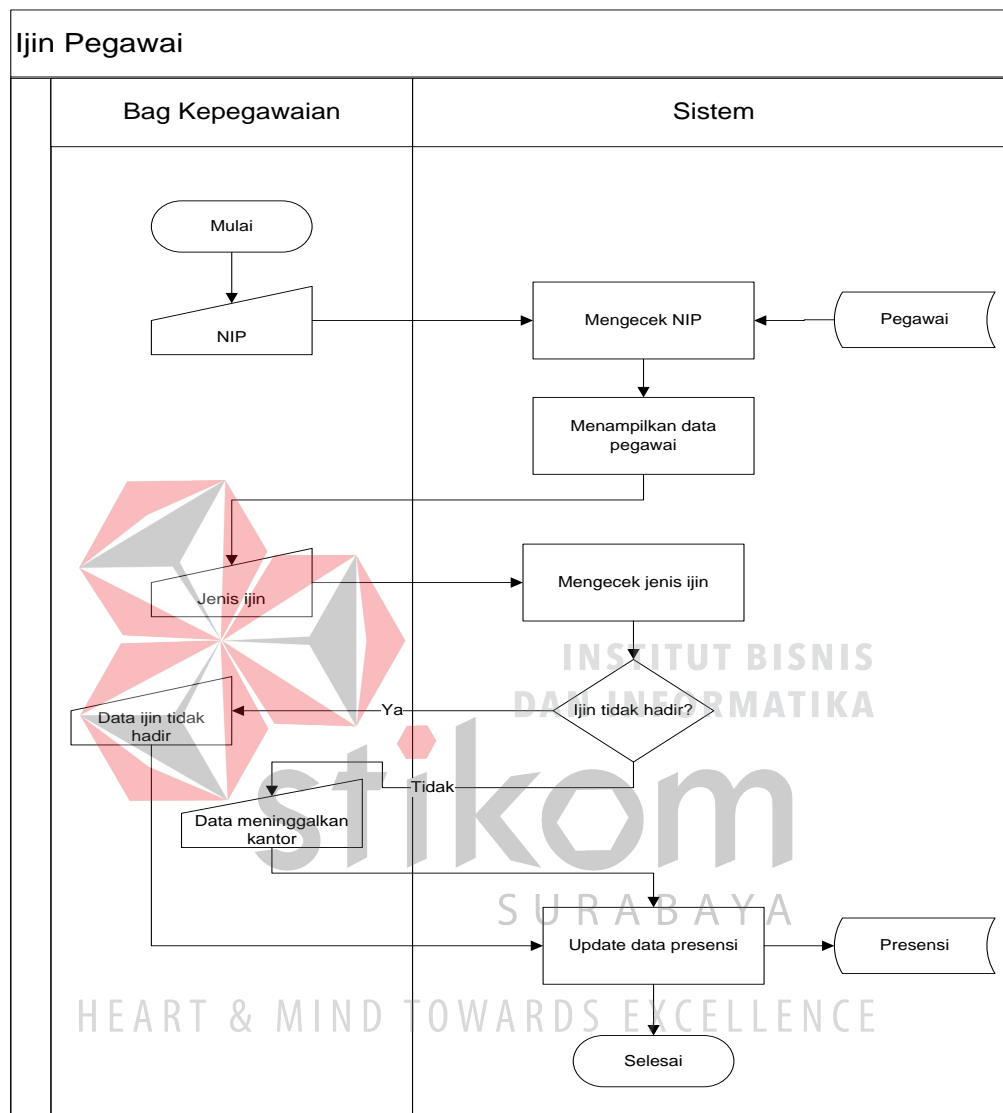 Ijin Pegawai
Bag Kepegawaian
Sistem
Mulai
NIP
Mengecek NIP
Pegawai
Menampilkan data
pegawai
Jenis ijin
Mengecek jenis ijin
INSTITUT BISNIS
DAN INFORMATIKA
Data ijin tidak
hadir
Ya
Ijin tidak hadir?
stikom
Tidak
Data meninggalkan
kantor
SURABAYA
Update data presensi
Presensi
HEART & MIND TOWARDS EXCELLENCE
Selesai